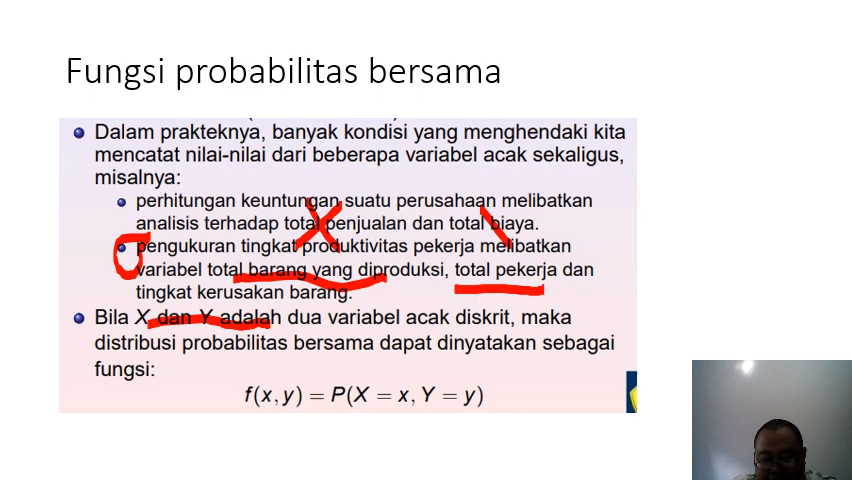 Fungsi probabilitas bersama
Dalam prakteknya, banyak kondisi yang menghendaki kita
mencatat nilai-nilai dari beberapa variabel acak sekaligus,
misalnya:
perhitungan keuntungan suatu perusahaan melibatkan
analisis terhadap total penjualan dan total biaya.
pengukuran tingkat produktivitas pekerja melibatkan
variabel total barang yang diproduksi, total pekerja dan
tingkat kerusakan barang.
Bila X dan Y adalah dua variabel acak diskrit, maka
distribusi probabilitas bersama dapat dinyatakan sebagai
fungsi:
f(x, y) = P(X = x, Y = y)